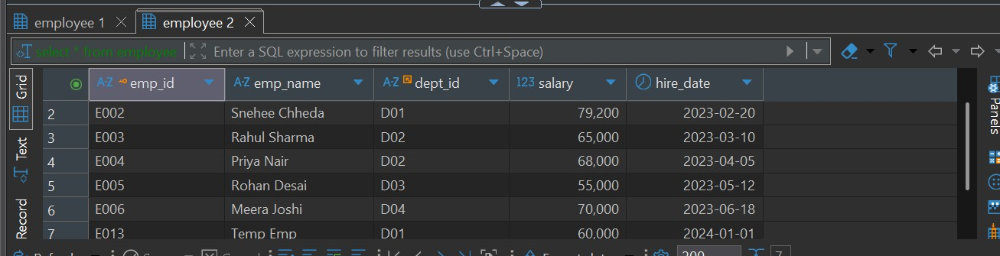 employee 1 employee 2
select * from employee Enter a SQL expression to filter results (use Ctrl+Space)
Grid A-Z emp_id A-Z emp_name A-Z dept_id 123 salary hire_date Panels
2 E002 Snehee Chheda D01 79,200 2023-02-20
3 E003 Rahul Sharma D02 65,000 2023-03-10
Text 4 E004 Priya Nair D02 68,000 2023-04-05
5 E005 Rohan Desai D03 55,000 2023-05-12
Record 6 E006 Meera Joshi D04 70,000 2023-06-18
7 E013 Temp Emp D01 60,000 2024-01-01
200